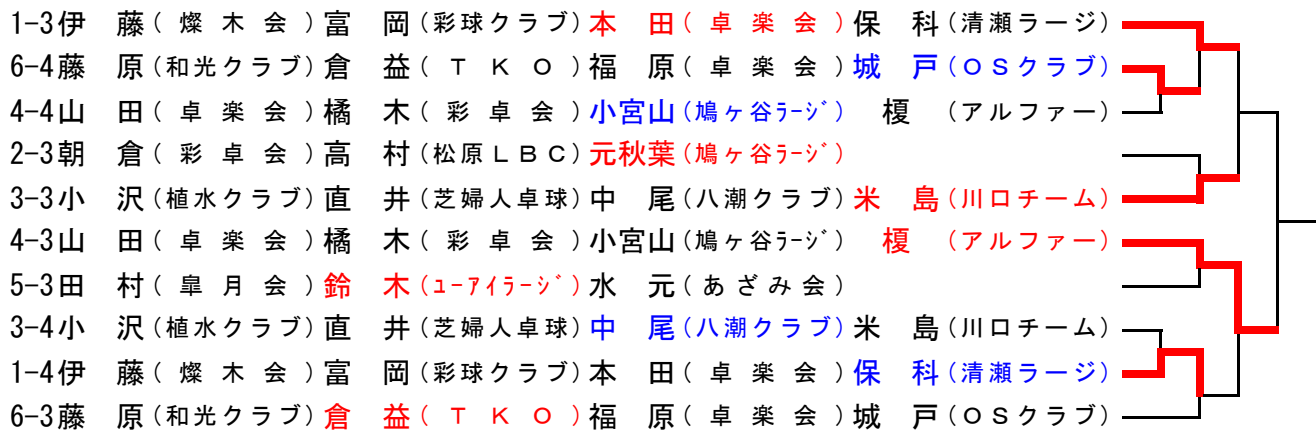 1-3伊　藤(燦木会)富　岡(彩球クラブ)本　田(卓楽会)保　科(清瀬ラージ)
6-4藤　原(和光クラブ)倉　益(ＴＫＯ)福　原(卓楽会)城　戸(ＯＳクラブ)
4-4山　田(卓楽会)橘　木(彩卓会)小宮山(鳩ヶ谷ﾗｰｼﾞ)　榎　(アルファー)
2-3朝　倉(彩卓会)高　村(松原ＬＢＣ)元秋葉(鳩ヶ谷ﾗｰｼﾞ)
3-3小　沢(植水クラブ)直　井(芝婦人卓球)中　尾(八潮クラブ)米　島(川口チーム)
4-3山　田(卓楽会)橘　木(彩卓会)小宮山(鳩ヶ谷ﾗｰｼﾞ)　榎　(アルファー)
5-3田　村(皐月会)鈴　木(ﾕｰｱｲﾗｰｼﾞ)水　元(あざみ会)
3-4小　沢(植水クラブ)直　井(芝婦人卓球)中　尾(八潮クラブ)米　島(川口チーム)
1-4伊　藤(燦木会)富　岡(彩球クラブ)本　田(卓楽会)保　科(清瀬ラージ)
6-3藤　原(和光クラブ)倉　益(ＴＫＯ)福　原(卓楽会)城　戸(ＯＳクラブ)